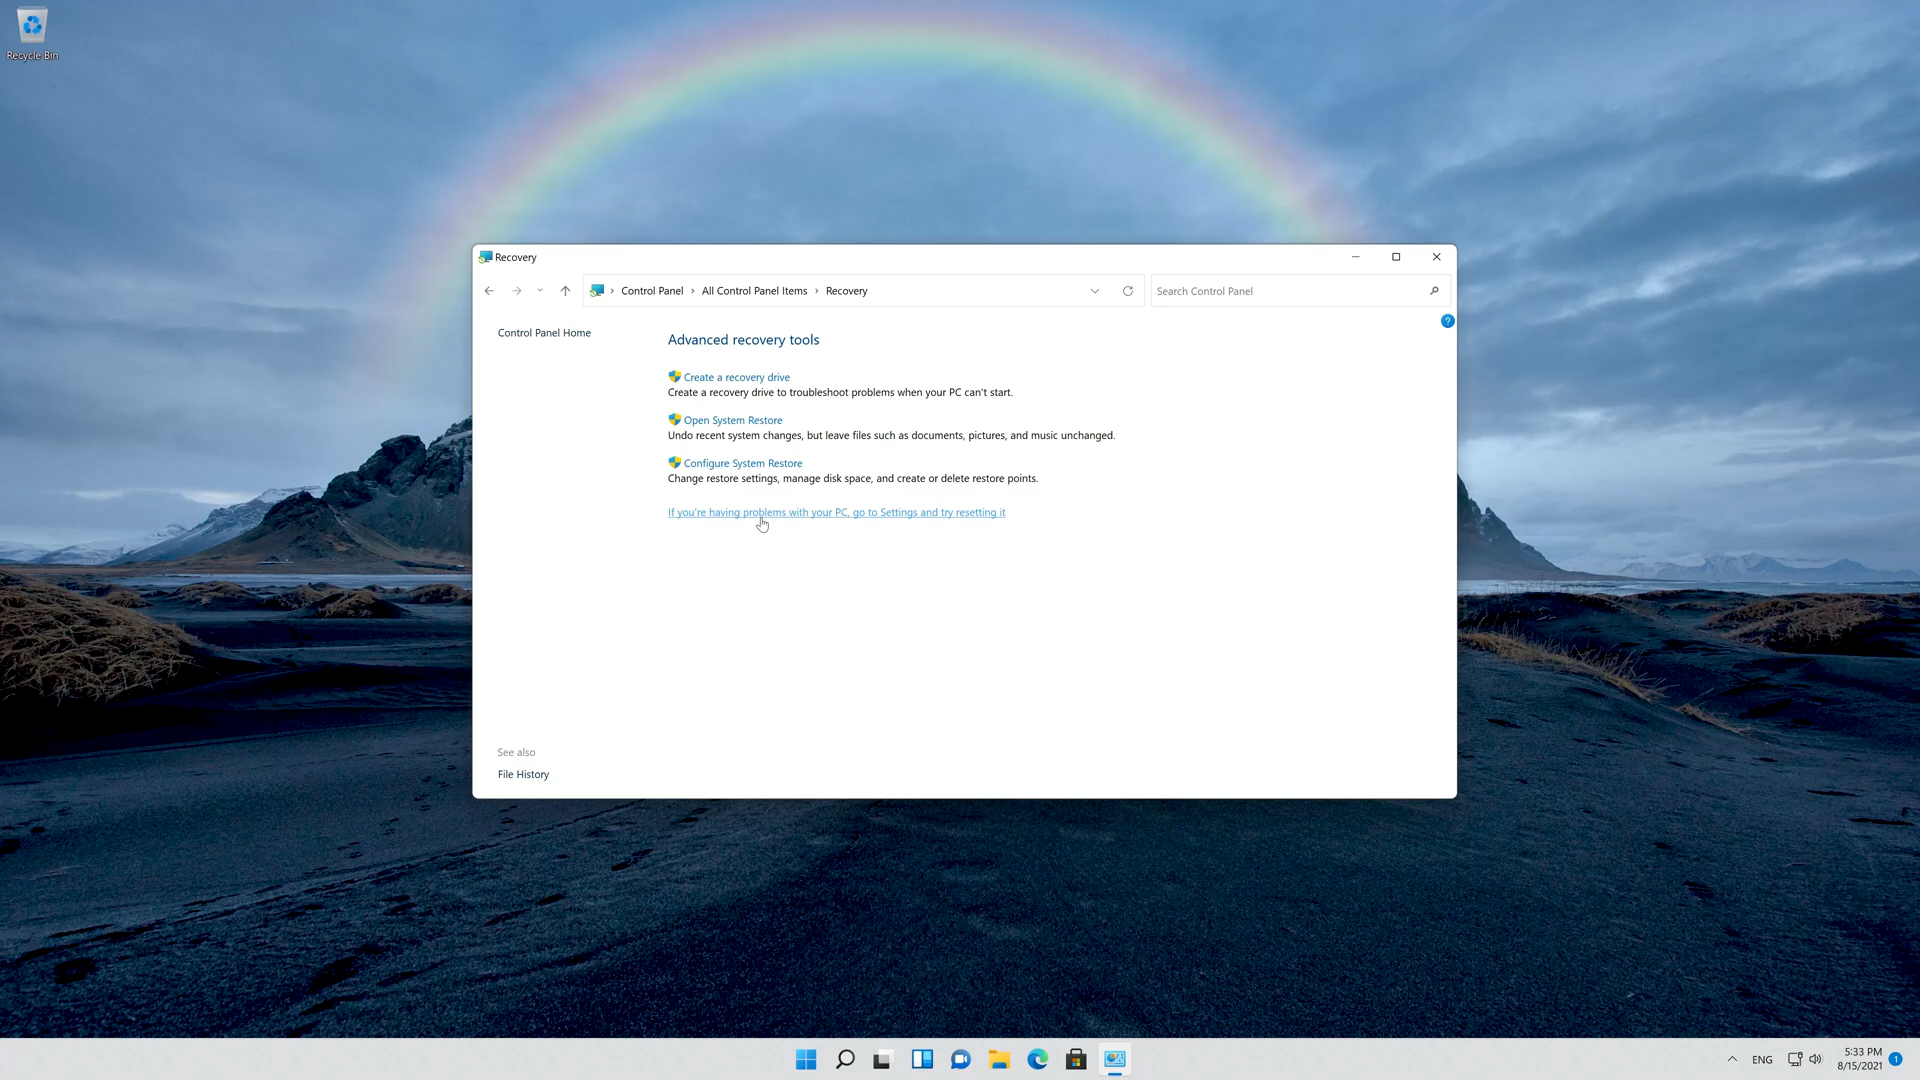 Recycle Bin
Recovery
Control Panel > All Control Panel Items > Recovery
Search Control Panel
?
Control Panel Home
Advanced recovery tools
Create a recovery drive
Create a recovery drive to troubleshoot problems when your PC can't start.
Open System Restore
Undo recent system changes, but leave files such as documents, pictures, and music unchanged.
Configure System Restore
Change restore settings, manage disk space, and create or delete restore points.
If you're having problems with your PC, go to Settings and try resetting it
See also
File History
ENG
5:33 PM
8/15/2021
1